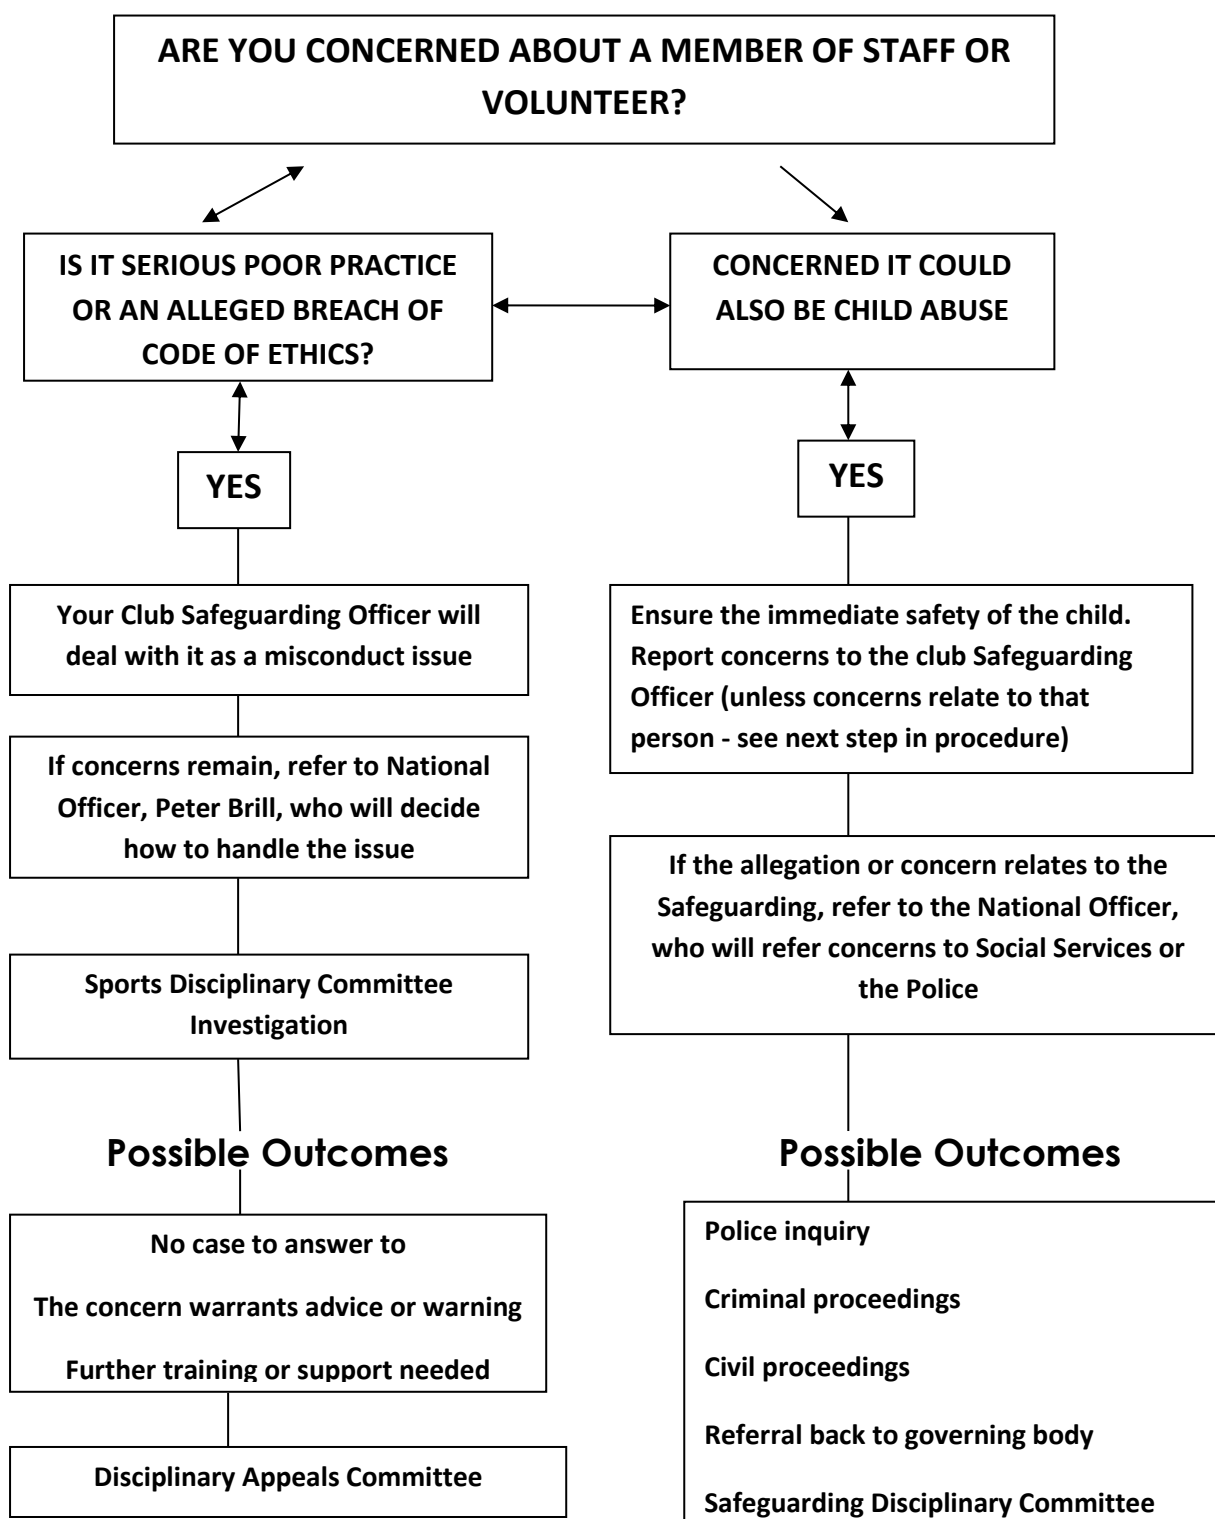 ARE YOU CONCERNED ABOUT A MEMBER OF STAFF OR
VOLUNTEER?
IS IT SERIOUS POOR PRACTICE
OR AN ALLEGED BREACH OF
CODE OF ETHICS?
CONCERNED IT COULD
ALSO BE CHILD ABUSE
YES
YES
Your Club Safeguarding Officer will
deal with it as a misconduct issue
If concerns remain, refer to National
Officer, Peter Brill, who will decide
how to handle the issue
Sports Disciplinary Committee
Investigation
Ensure the immediate safety of the child.
Report concerns to the club Safeguarding
Officer (unless concerns relate to that
person - see next step in procedure)
If the allegation or concern relates to the
Safeguarding, refer to the National Officer,
who will refer concerns to Social Services or
the Police
Possible Outcomes
No case to answer to
The concern warrants advice or warning
Further training or support needed
Disciplinary Appeals Committee
Possible Outcomes
Police inquiry
Criminal proceedings
Civil proceedings
Referral back to governing body
Safeguarding Disciplinary Committee